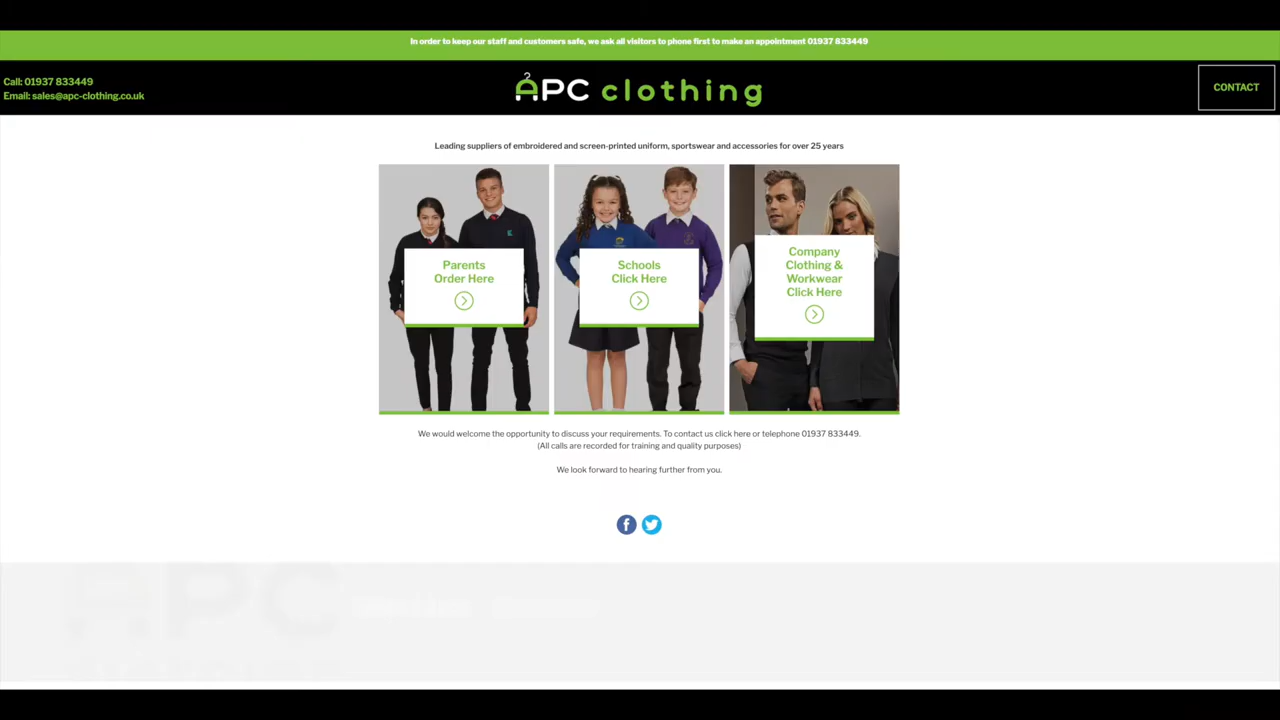 In order to keep our staff and customers safe, we ask all visitors to phone first to make an appointment 01937 833449
Call: 01937 833449
Email: sales@apc-clothing.co.uk
APC clothing
CONTACT
Leading suppliers of embroidered and screen-printed uniform, sportswear and accessories for over 25 years
Parents
Order Here
Schools
Click Here
Company
Clothing &
Workwear
Click Here
We would welcome the opportunity to discuss your requirements. To contact us click here or telephone 01937 833449.
(All calls are recorded for training and quality purposes)
We look forward to hearing further from you.
APC